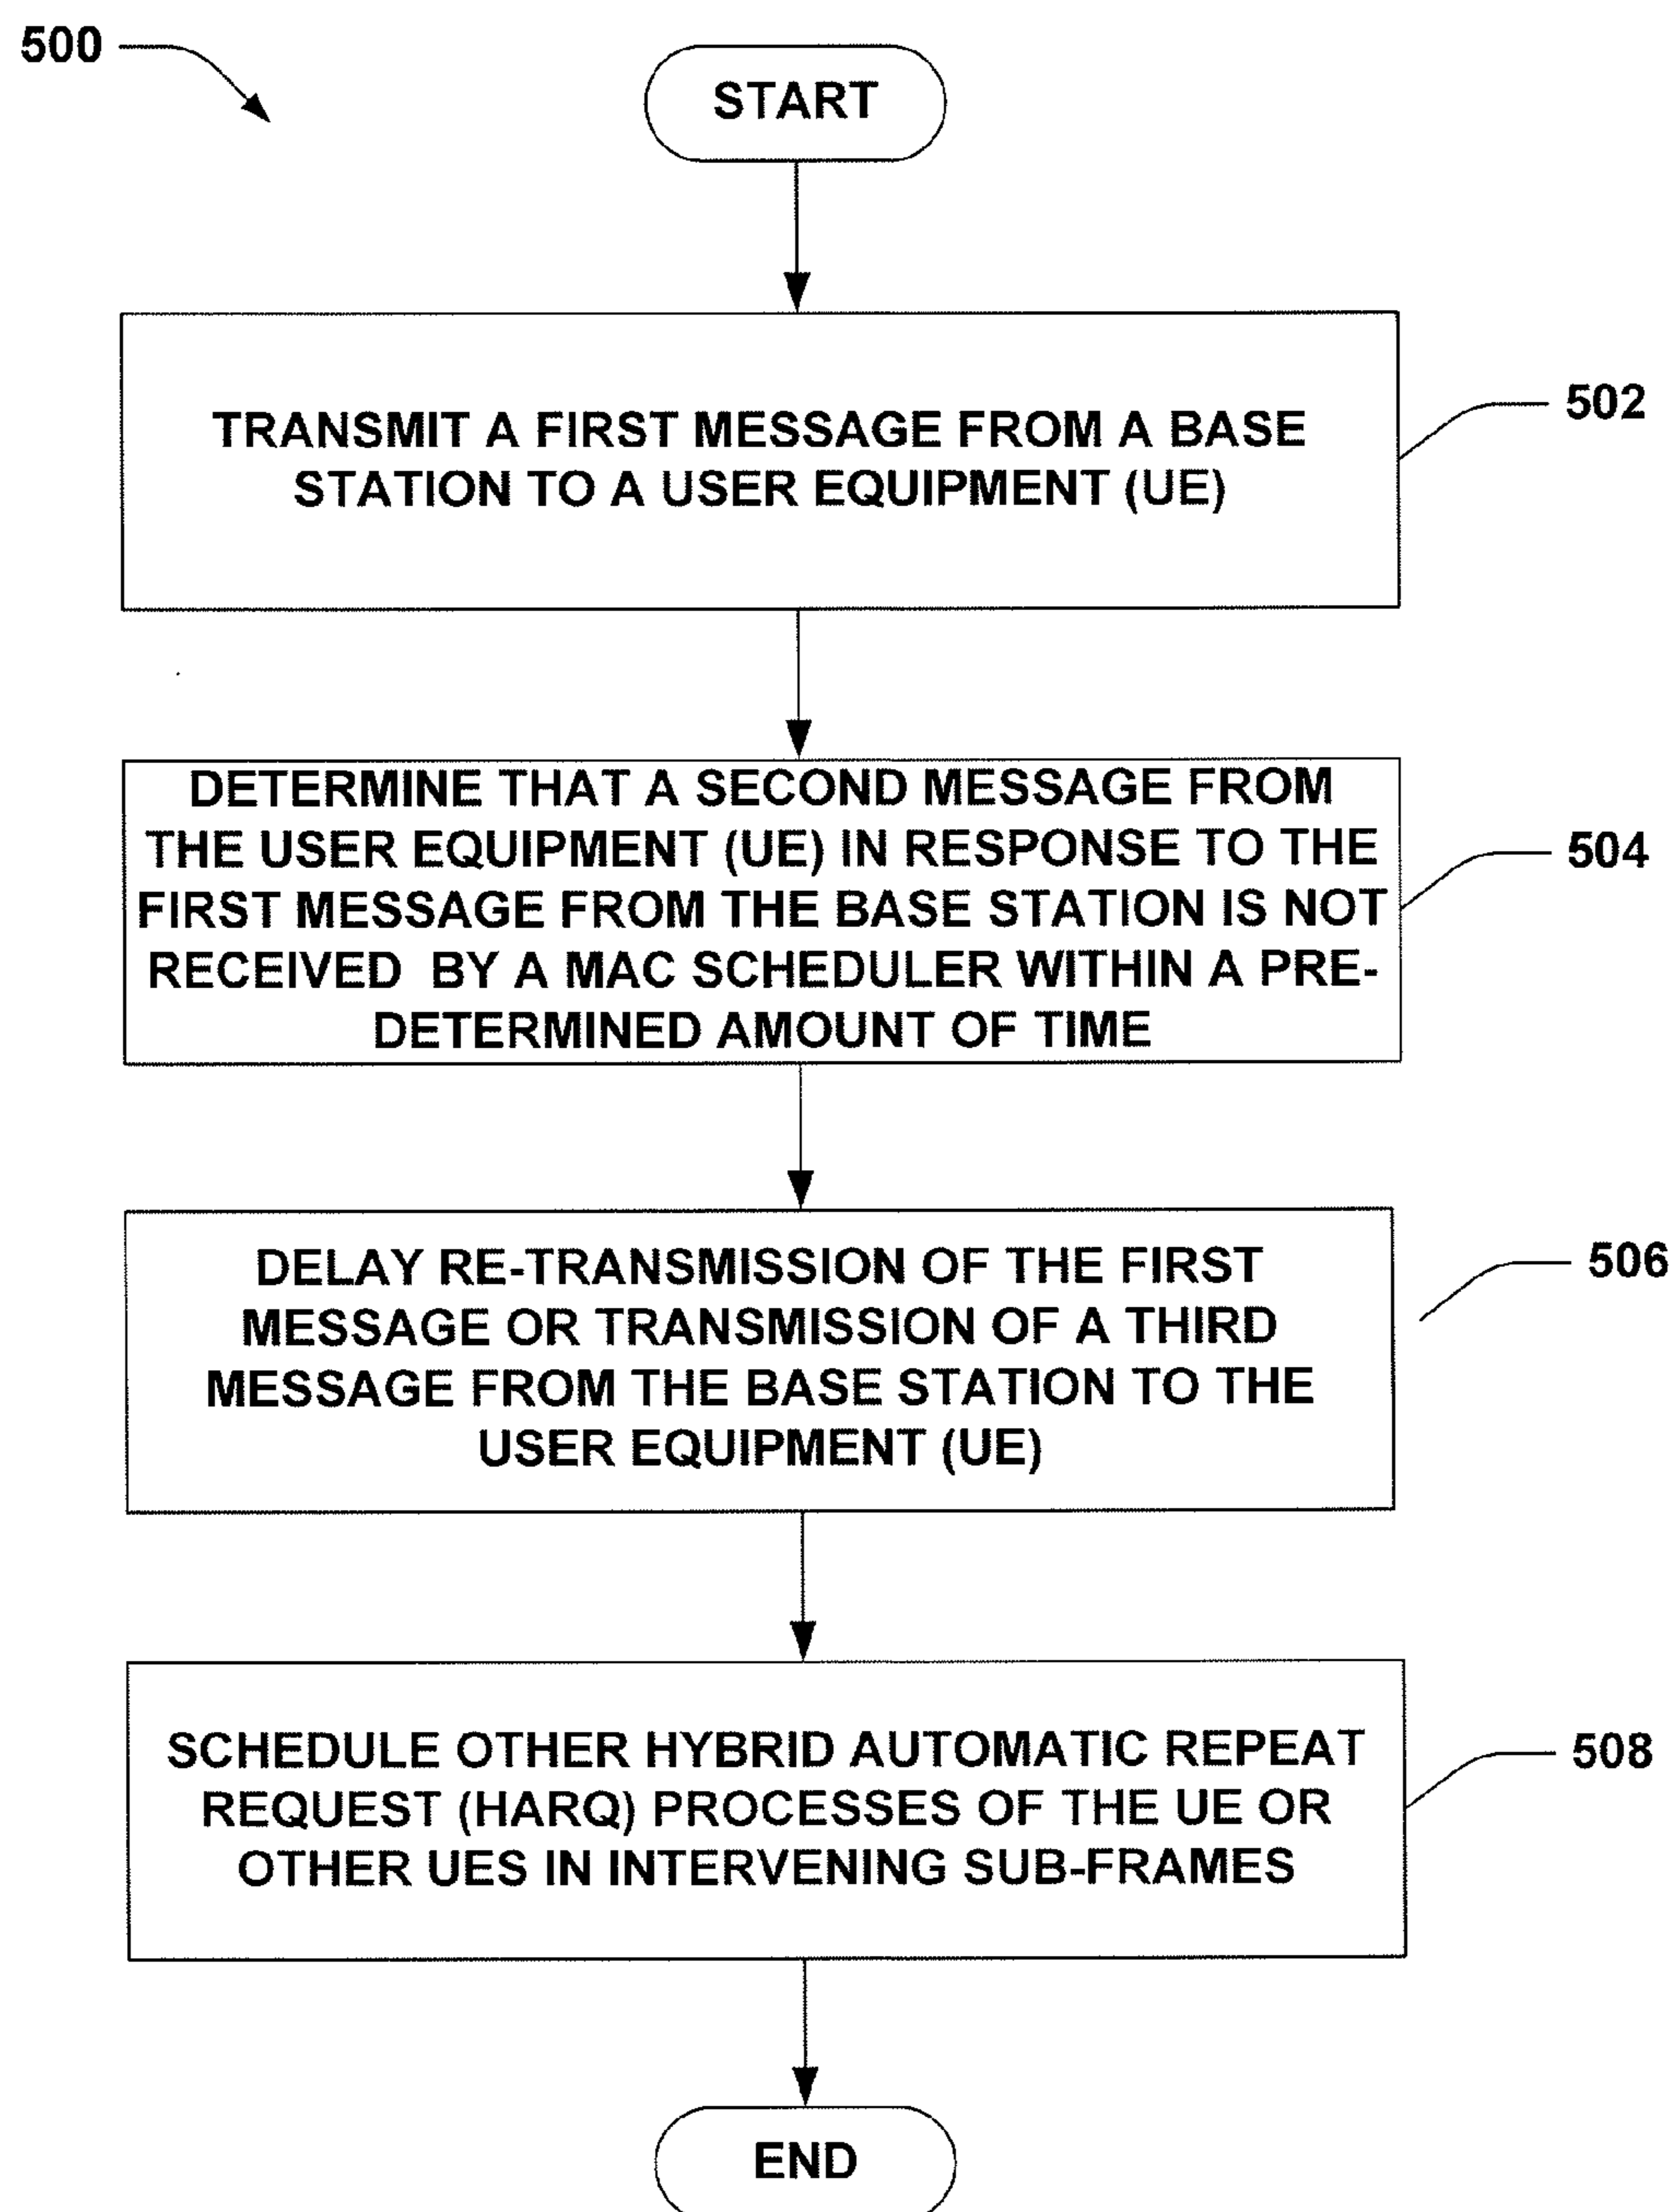 500
START
TRANSMIT A FIRST MESSAGE FROM A BASE
STATION TO A USER EQUIPMENT (UE)
502
DETERMINE THAT A SECOND MESSAGE FROM
THE USER EQUIPMENT (UE) IN RESPONSE TO THE
FIRST MESSAGE FROM THE BASE STATION IS NOT
RECEIVED BY A MAC SCHEDULER WITHIN A PRE-
DETERMINED AMOUNT OF TIME
504
DELAY RE-TRANSMISSION OF THE FIRST
MESSAGE OR TRANSMISSION OF A THIRD
MESSAGE FROM THE BASE STATION TO THE
USER EQUIPMENT (UE)
506
SCHEDULE OTHER HYBRID AUTOMATIC REPEAT
REQUEST (HARQ) PROCESSES OF THE UE OR
OTHER UES IN INTERVENING SUB-FRAMES
508
END